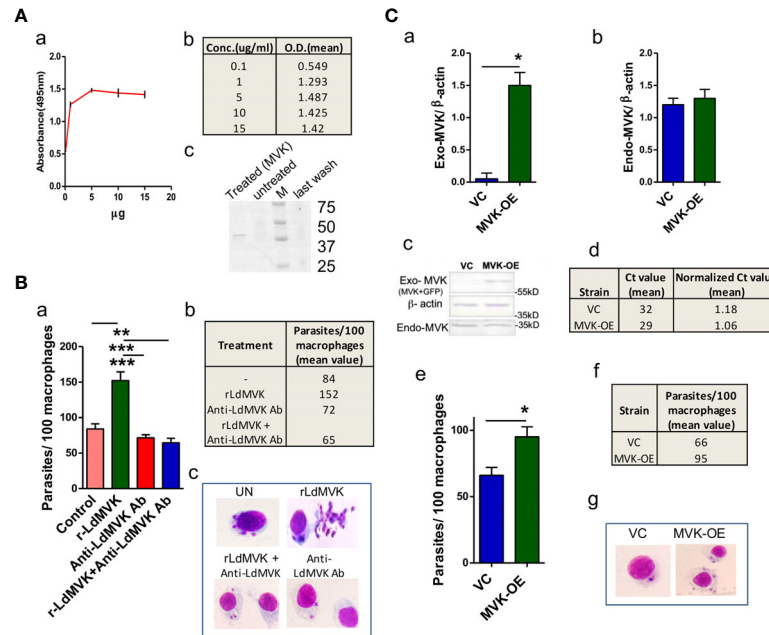 A
a
Absorbance(495nm)
2.0
1.5
1.0
0.5
0.0
0 5 10 15 20
μg
b
Conc.(ug/ml) O.D.(mean)
0.1 0.549
1 1.293
5 1.487
10 1.425
15 1.42
c
Treated (MVK)
untreated
M
last wash
75
50
37
25
B
a
Parasites/ 100 macrophages
200
150
100
50
0
**
***
***
Control
r-LdMVK
Anti-LdMVK Ab
r-LdMVK+Anti-LdMVK Ab
b
Treatment
Parasites/100
macrophages
(mean value)
- 84
rLdMVK 152
Anti-LdMVK Ab 72
rLdMVK +
Anti-LdMVK Ab 65
c
UN rLdMVK
rLdMVK +
Anti-LdMVK
Anti-
LdMVK Ab
C
a
Exo-MVK/ β-actin
2.0
1.5
1.0
0.5
0.0
*
VC
MVK-OE
b
Endo-MVK/ β-actin
2.0
1.5
1.0
0.5
0.0
VC
MVK-OE
c
VC MVK-OE
Exo- MVK
(MVK+GFP)
-55kD
β- actin
-35kD
Endo-MVK
-35kD
d
Strain
Ct value
(mean)
Normalized Ct value
(mean)
VC 32 1.18
MVK-OE 29 1.06
e
Parasites/ 100 macrophages
100
50
0
*
VC
MVK-OE
f
Strain
Parasites/100
macrophages
(mean value)
VC 66
MVK-OE 95
g
VC MVK-OE